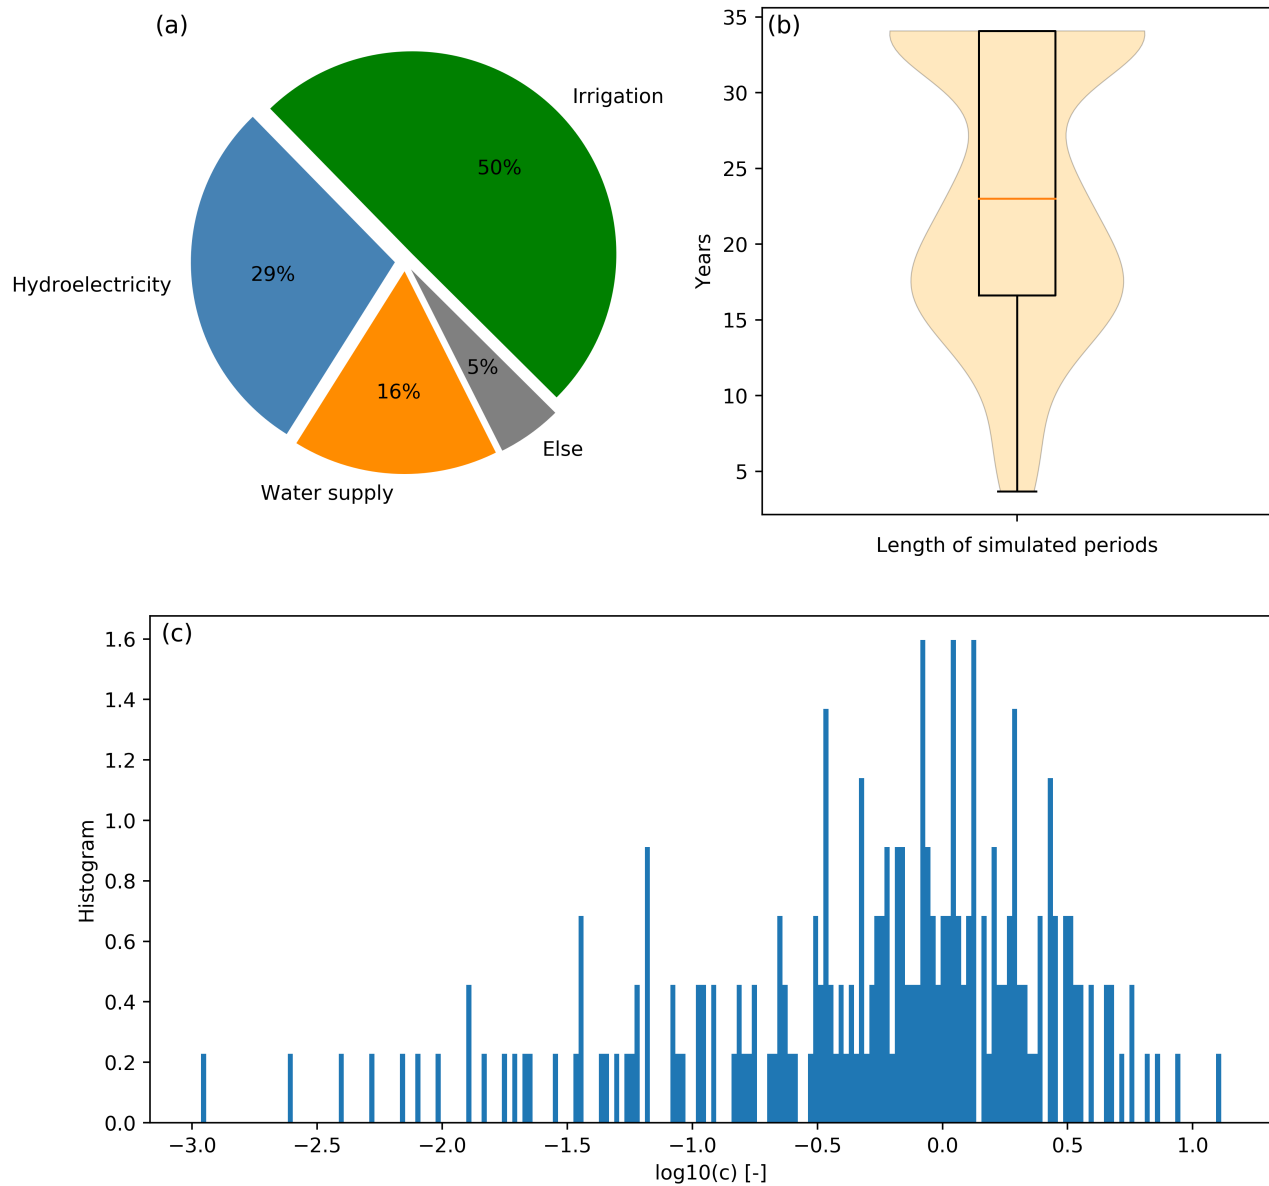 (a)
Irrigation
50%
Hydroelectricity
29%
16%
5%
Else
Water supply
(b)
35
30
25
20
15
10
5
Years
Length of simulated periods
(c)
1.6
1.4
1.2
1.0
0.8
0.6
0.4
0.2
0.0
Histogram
−3.0 −2.5 −2.0 −1.5 −1.0 −0.5 0.0 0.5 1.0
log10(c) [-]